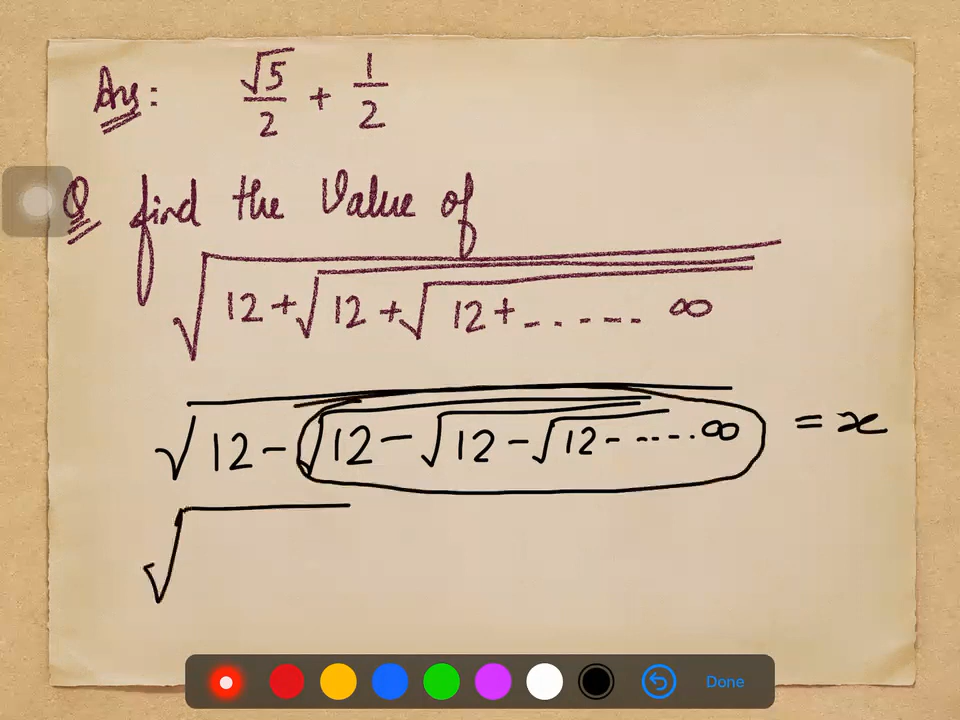 Ans: √5/2 + 1/2
Q find the Value of
√12+√12+√12+------ ∞
√12-√12-√12-√12-----∞ = x
√
Done